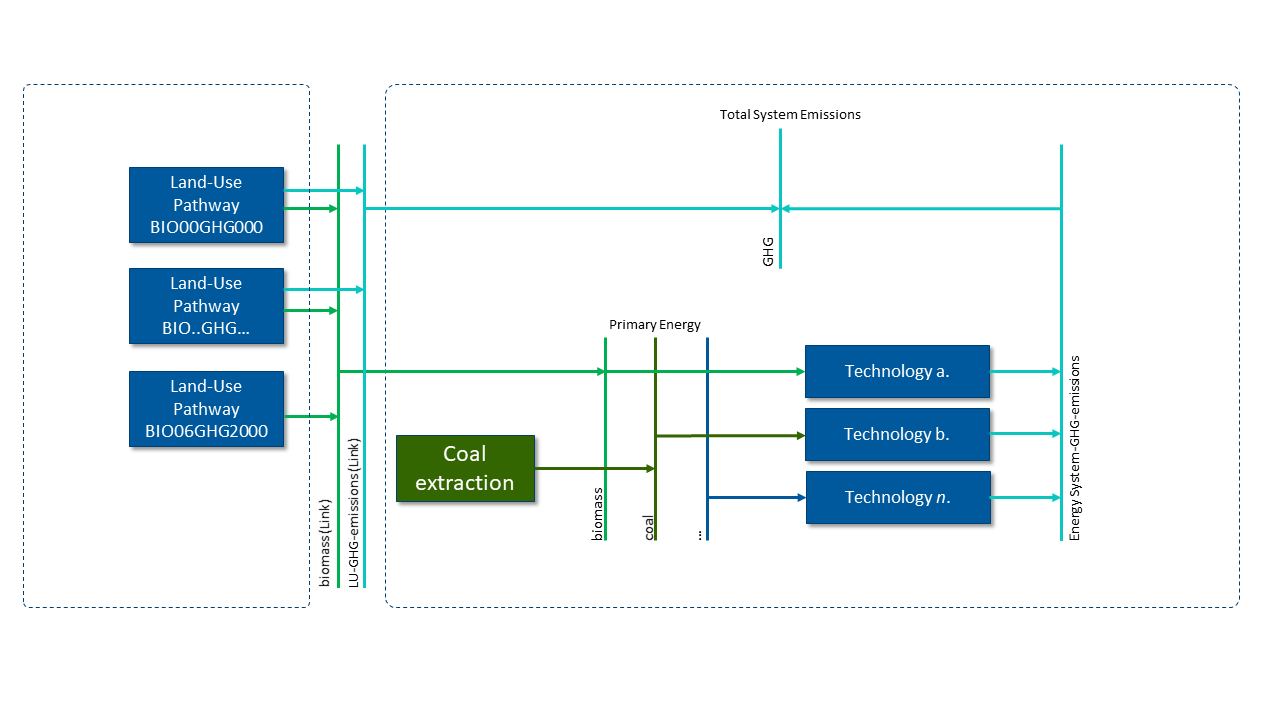 Total System Emissions
Land-Use
Pathway
BIO00GHG000
GHG
Land-Use
Pathway
BIO..GHG...
Primary Energy
Land-Use
Pathway
BIO06GHG2000
Technology a.
Technology b.
Technology n.
Coal
extraction
biomass (Link)
LU-GHG-emissions (Link)
biomass
coal
...
Energy System-GHG-emissions